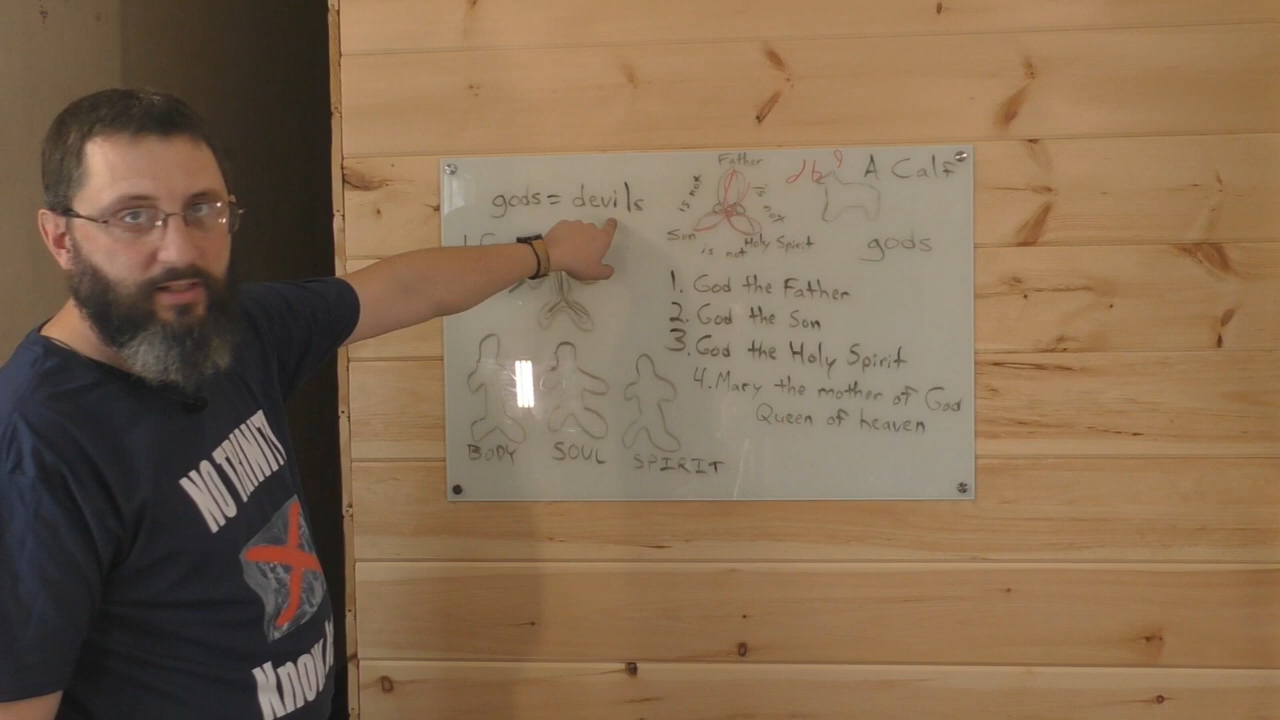 gods = devils
Father
is not
is not
Son
Holy Spirit
is not
A Calf
gods
1. God the Father
2. God the Son
3. God the Holy Spirit
4. Mary the mother of God
Queen of heaven
BODY
SOUL
SPIRIT
NO TRINITY